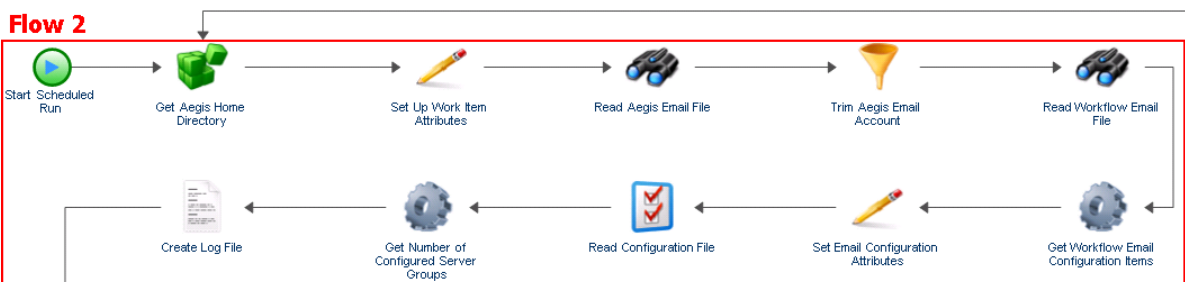 Flow 2
Start Scheduled
Run
Get Aegis Home
Directory
Set Up Work Item
Attributes
Read Aegis Email File
Trim Aegis Email
Account
Read Workflow Email
File
Create Log File
Get Number of
Configured Server
Groups
Read Configuration File
Set Email Configuration
Attributes
Get Workflow Email
Configuration Items